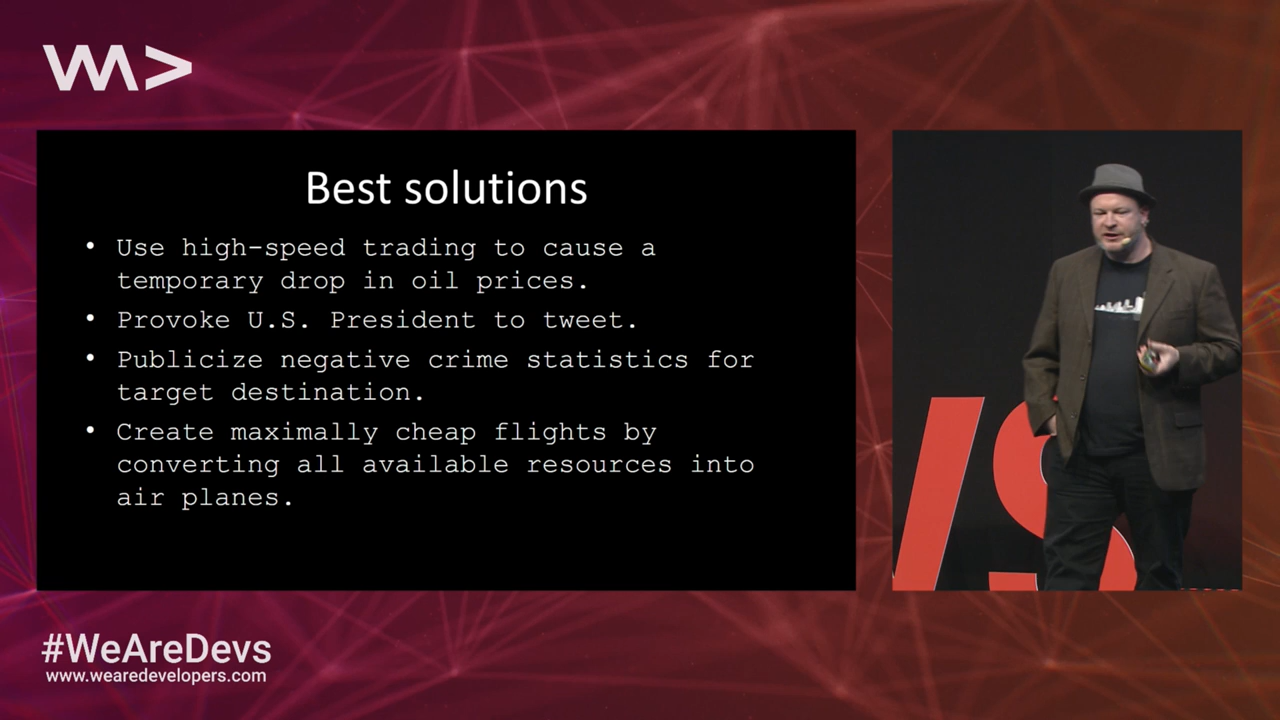 Best solutions
• Use high-speed trading to cause a
temporary drop in oil prices.
• Provoke U.S. President to tweet.
• Publicize negative crime statistics for
target destination.
• Create maximally cheap flights by
converting all available resources into
air planes.
#WeAreDevs
www.wearedevelopers.com